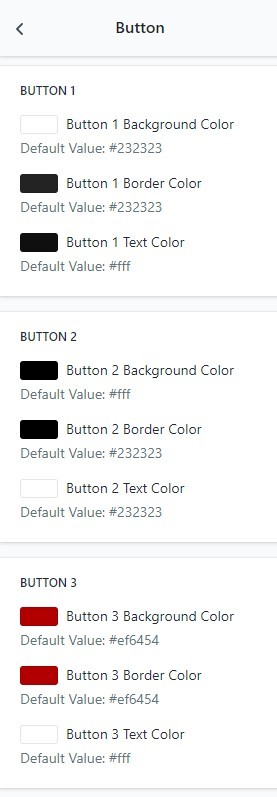 Button
BUTTON 1
Button 1 Background Color
Default Value: #232323
Button 1 Border Color
Default Value: #232323
Button 1 Text Color
Default Value: #fff
BUTTON 2
Button 2 Background Color
Default Value: #fff
Button 2 Border Color
Default Value: #232323
Button 2 Text Color
Default Value: #232323
BUTTON 3
Button 3 Background Color
Default Value: #ef6454
Button 3 Border Color
Default Value: #ef6454
Button 3 Text Color
Default Value: #fff